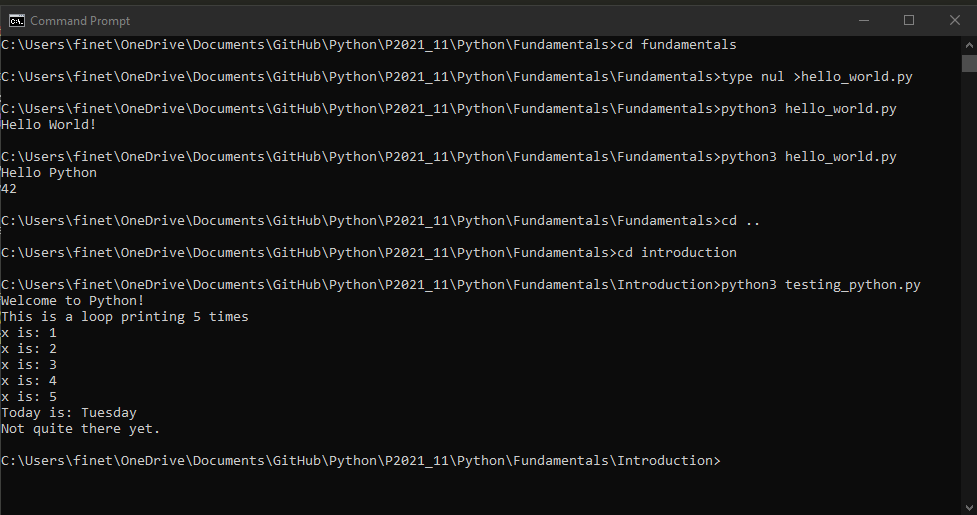 Command Prompt
C:\Users\finet\OneDrive\Documents\GitHub\Python\P2021_11\Python\Fundamentals>cd fundamentals
C:\Users\finet\OneDrive\Documents\GitHub\Python\P2021_11\Python\Fundamentals\Fundamentals>type nul >hello_world.py
C:\Users\finet\OneDrive\Documents\GitHub\Python\P2021_11\Python\Fundamentals\Fundamentals>python3 hello_world.py
Hello World!
C:\Users\finet\OneDrive\Documents\GitHub\Python\P2021_11\Python\Fundamentals\Fundamentals>python3 hello_world.py
Hello Python
42
C:\Users\finet\OneDrive\Documents\GitHub\Python\P2021_11\Python\Fundamentals\Fundamentals>cd ..
C:\Users\finet\OneDrive\Documents\GitHub\Python\P2021_11\Python\Fundamentals>cd introduction
C:\Users\finet\OneDrive\Documents\GitHub\Python\P2021_11\Python\Fundamentals\Introduction>python3 testing_python.py
Welcome to Python!
This is a loop printing 5 times
x is: 1
x is: 2
x is: 3
x is: 4
x is: 5
Today is: Tuesday
Not quite there yet.
C:\Users\finet\OneDrive\Documents\GitHub\Python\P2021_11\Python\Fundamentals\Introduction>